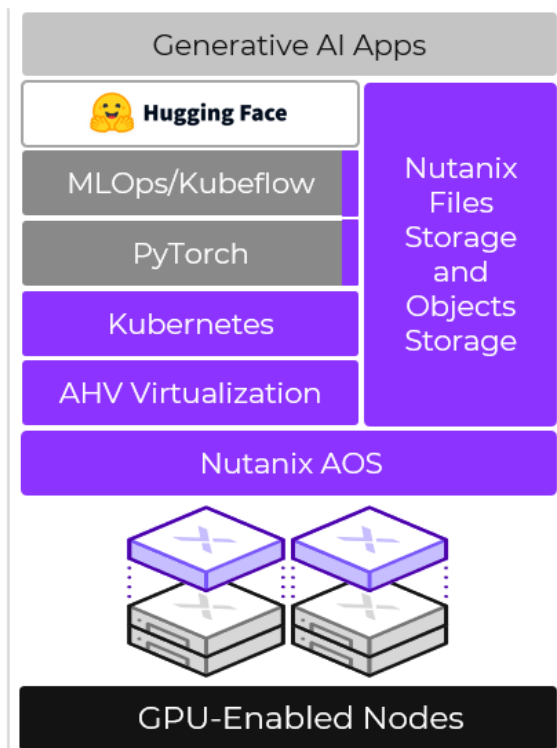 Generative AI Apps
Hugging Face
MLOps/Kubeflow
PyTorch
Kubernetes
AHV Virtualization
Nutanix
Files
Storage
and
Objects
Storage
Nutanix AOS
GPU-Enabled Nodes